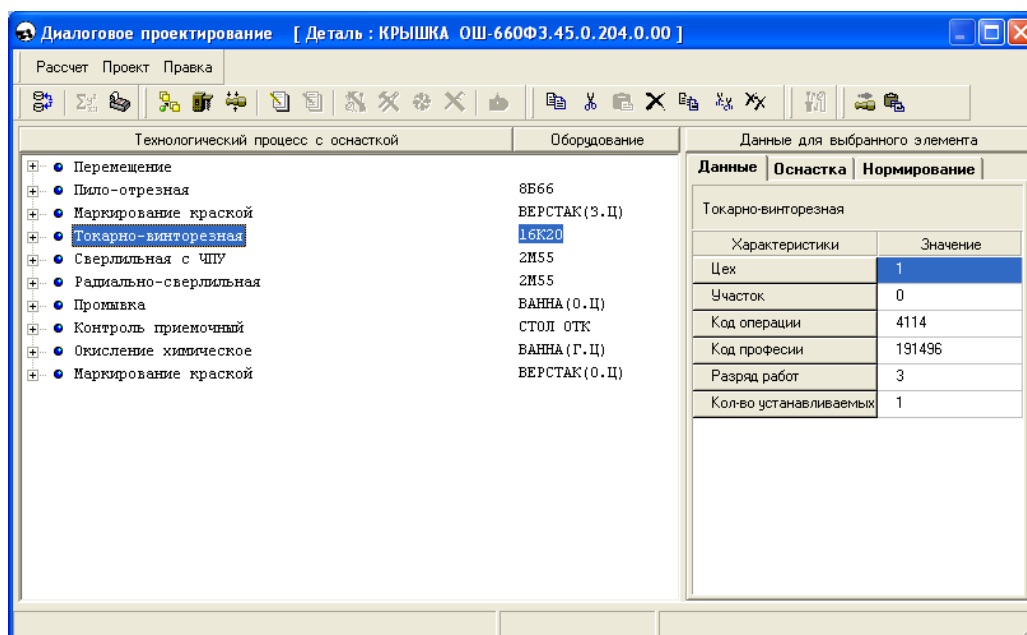 Диалоговое проектирование [ Деталь : КРЫШКА ОШ-660Ф3.45.0.204.0.00 ]
Рассчет Проект Правка
Технологический процесс с оснасткой Оборудование Данные для выбранного элемента
Перемещение
Пило-отрезная 8Б66
Маркирование краской ВЕРСТАК(З.Ц)
Токарно-винторезная 16К20
Сверлильная с ЧПУ 2М55
Радиально-сверлильная 2М55
Промывка ВАННА(О.Ц)
Контроль приемочный СТОЛ ОТК
Окисление химическое ВАННА(Г.Ц)
Маркирование краской ВЕРСТАК(О.Ц)
Данные Оснастка Нормирование
Токарно-винторезная
Характеристики Значение
Цех 1
Участок 0
Код операции 4114
Код професии 191496
Разряд работ 3
Кол-во устанавливаемых 1